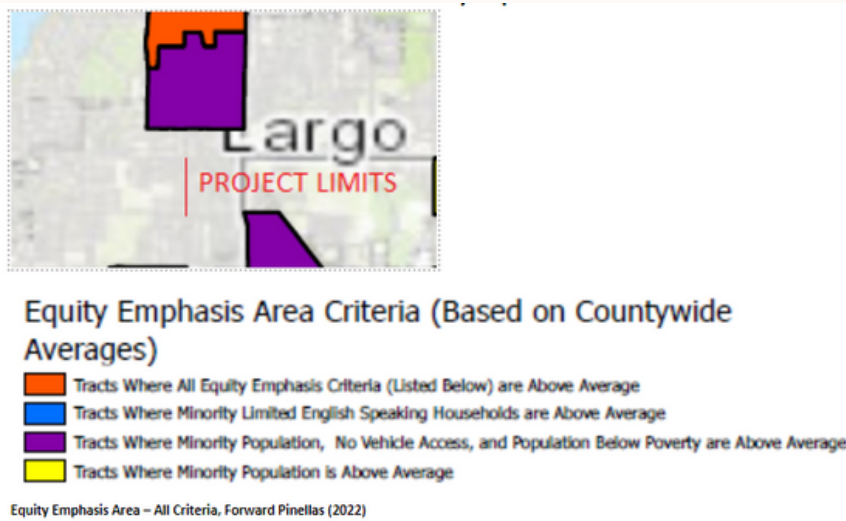 Largo
PROJECT LIMITS
Equity Emphasis Area Criteria (Based on Countywide
Averages)
Tracts Where All Equity Emphasis Criteria (Listed Below) are Above Average
Tracts Where Minority Limited English Speaking Households are Above Average
Tracts Where Minority Population, No Vehicle Access, and Population Below Poverty are Above Average
Tracts Where Minority Population is Above Average
Equity Emphasis Area – All Criteria, Forward Pinellas (2022)